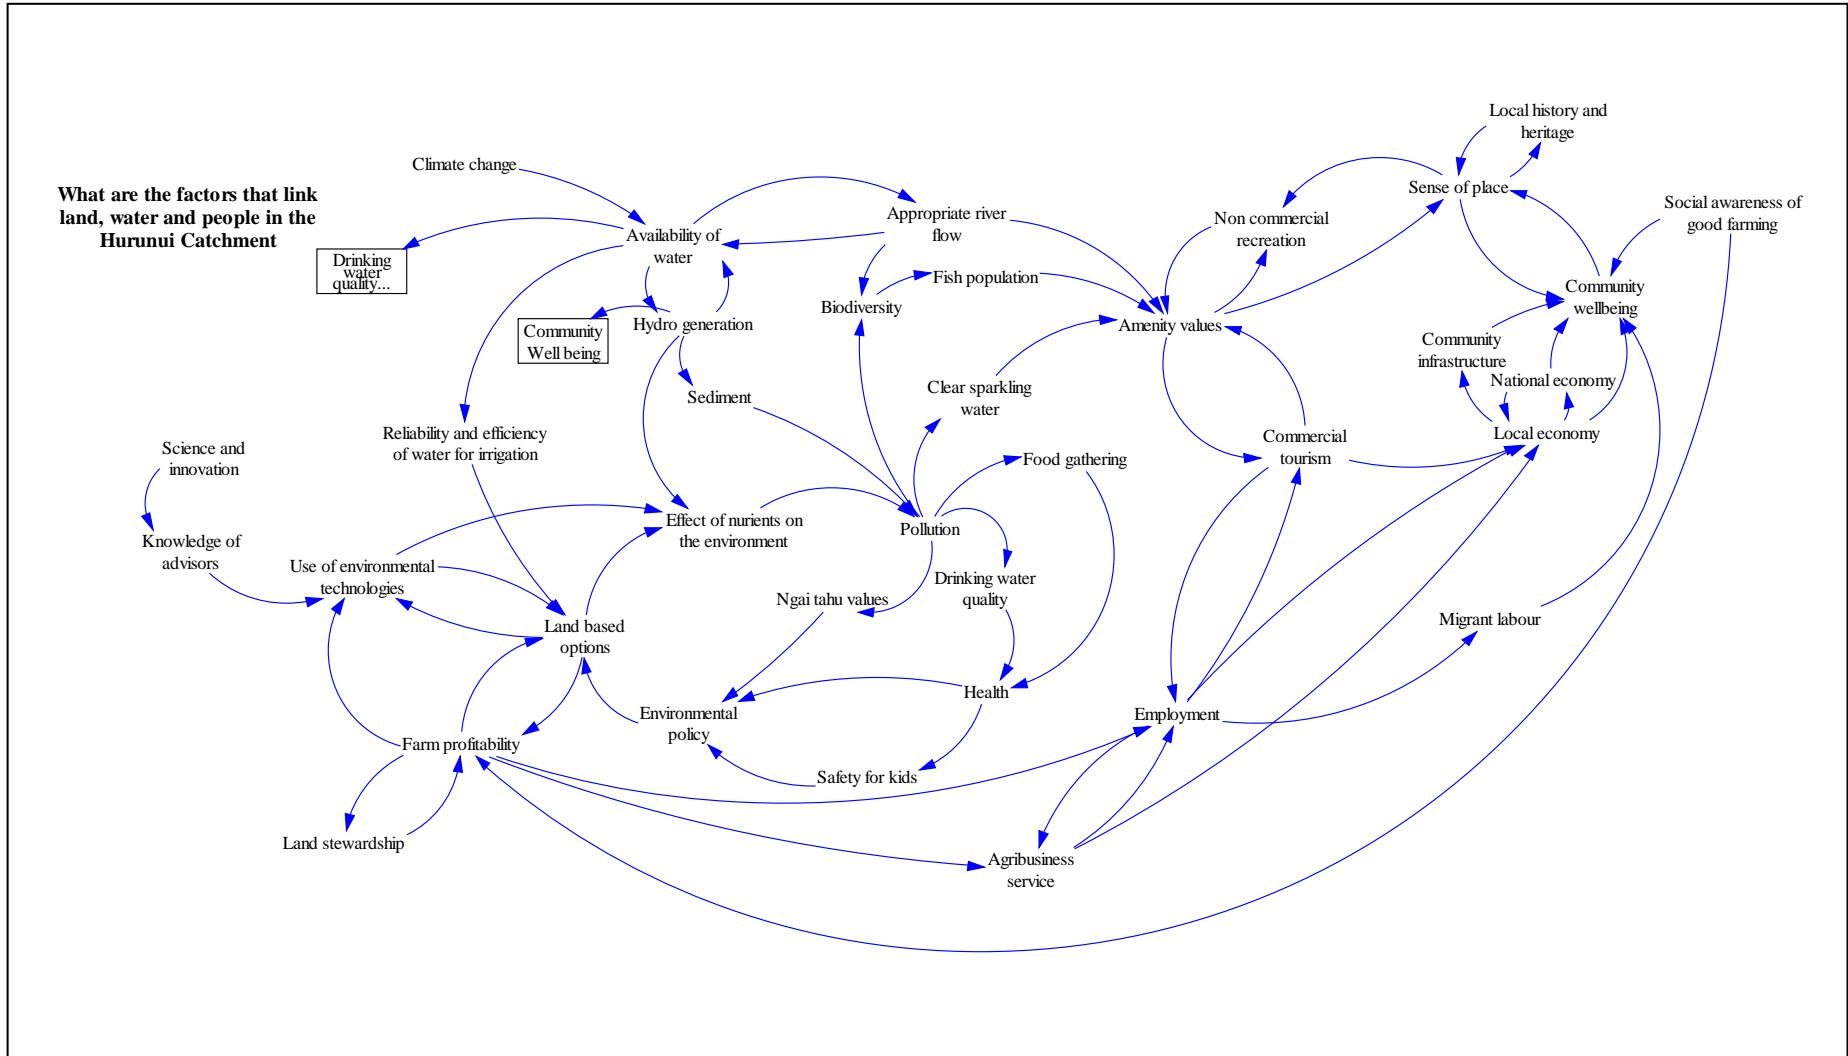 What are the factors that link
land, water and people in the
Hurunui Catchment
Climate change
Drinking
water
quality...
Availability of
water
Appropriate river
flow
Fish population
Biodiversity
Hydro generation
Community
Well being
Sediment
Reliability and efficiency
of water for irrigation
Science and
innovation
Knowledge of
advisors
Use of environmental
technologies
Effect of nurients on
the environment
Land based
options
Farm profitability
Land stewardship
Environmental
policy
Ngai tahu values
Pollution
Clear sparkling
water
Food gathering
Drinking water
quality
Health
Safety for kids
Agribusiness
service
Employment
Migrant labour
Commercial
tourism
Amenity values
Non commercial
recreation
Sense of place
Local history and
heritage
Social awareness of
good farming
Community
wellbeing
Community
infrastructure
National economy
Local economy